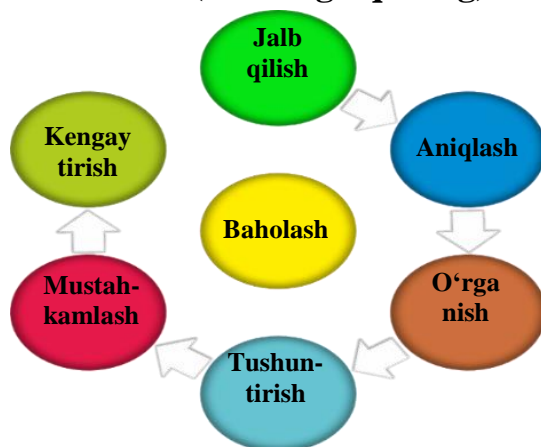 Jalb
qilish
Aniqlash
O‘rga
nish
Tushun-
tirish
Mustah-
kamlash
Kengay
tirish
Baholash